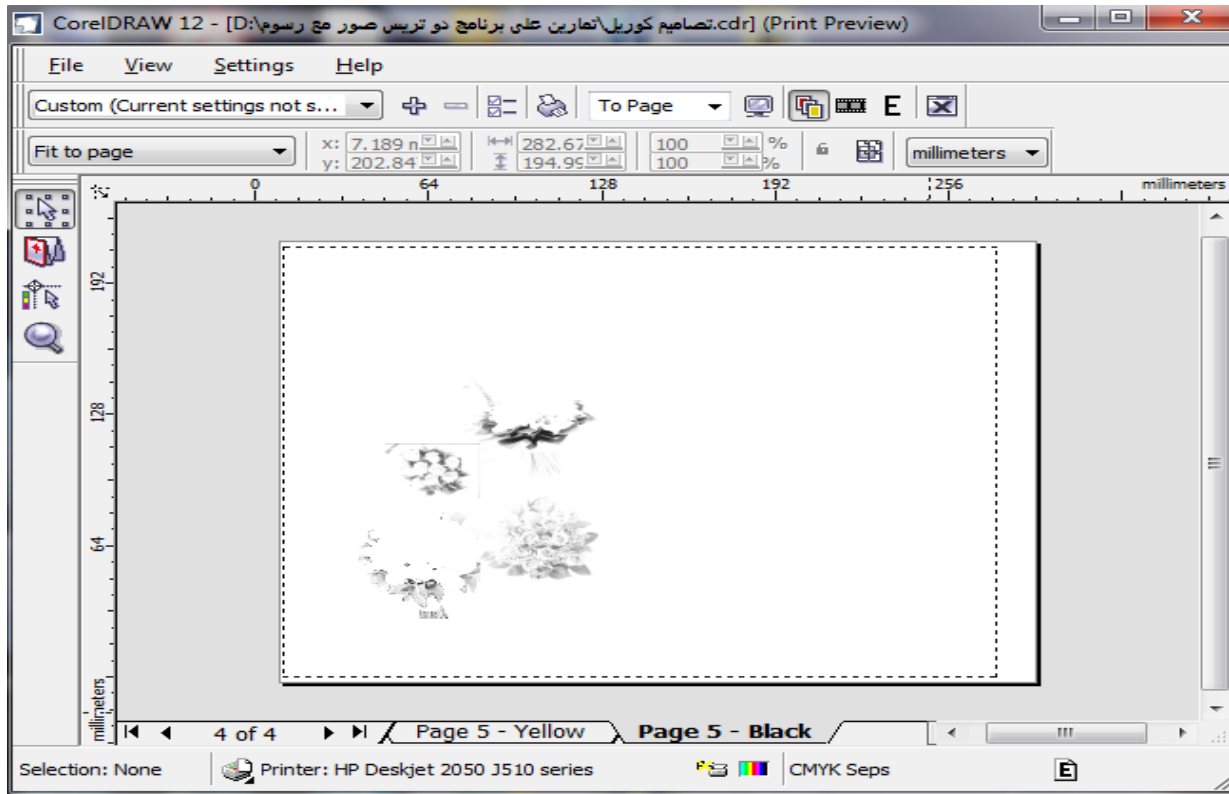 CorelDRAW 12 - [D:\تصاميم كوريل\تمارين على برنامج دو تريس صور مع رسوم.cdr] (Print Preview)
File View Settings Help
Custom (Current settings not s... To Page E
Fit to page x: 7.189 n 282.67 100 % millimeters
y: 202.84 194.99 100 %
0 64 128 192 256 millimeters
192
128
64
millimeters
4 of 4 Page 5 - Yellow Page 5 - Black
Selection: None Printer: HP Deskjet 2050 J510 series CMYK Seps E